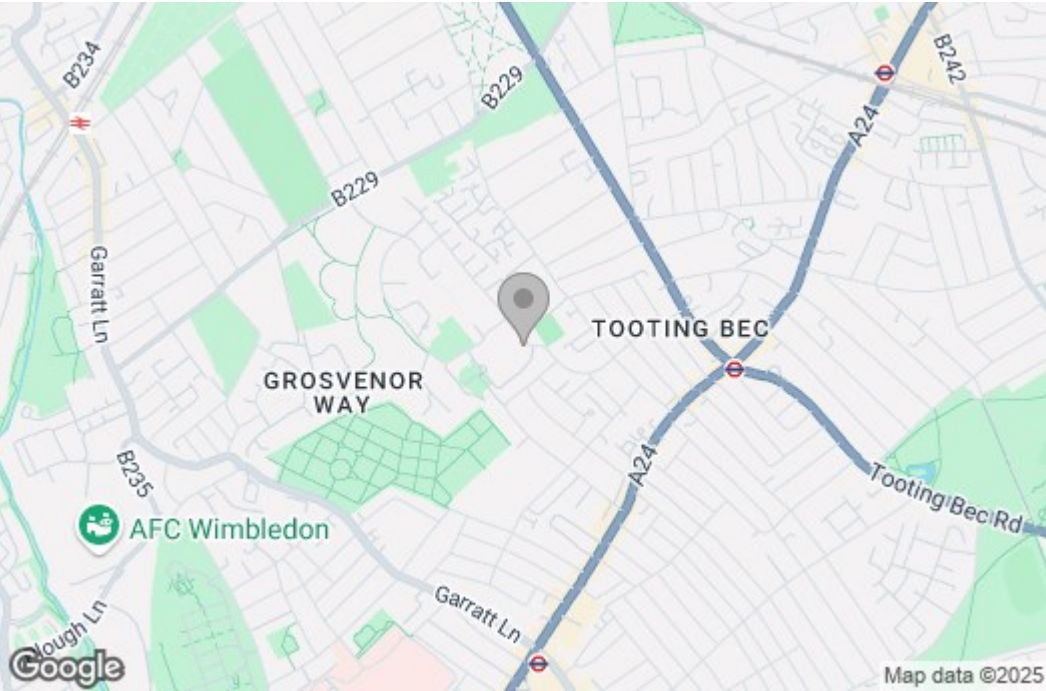 B234
B242
B229
A24
B229
Garratt Ln
TOOTING BEC
GROSVENOR
WAY
A24
B235
Tooting Bec Rd
AFC Wimbledon
Garratt Ln
Plough Ln
Google
Map data ©2025